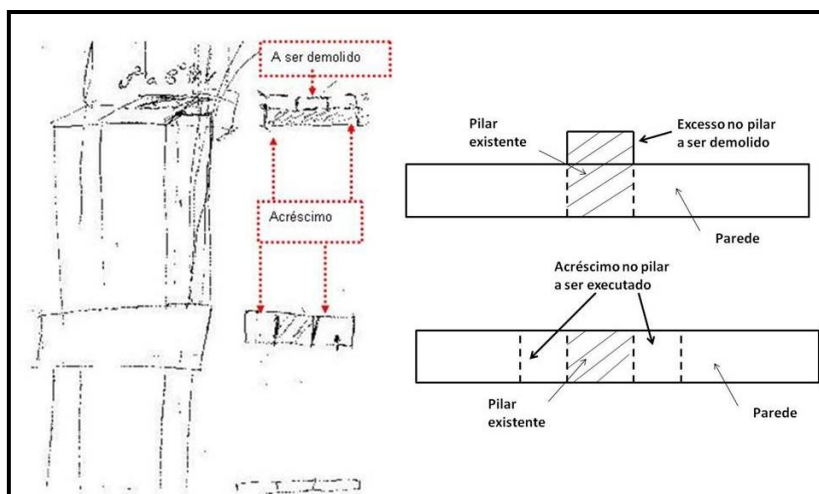 A ser demolido
Acréscimo
Pilar
existente
Excesso no pilar
a ser demolido
Parede
Acréscimo no pilar
a ser executado
Pilar
existente
Parede